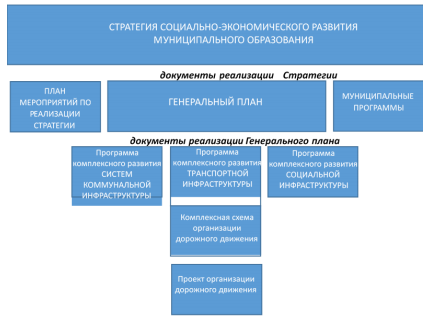 СТРАТЕГИЯ СОЦИАЛЬНО-ЭКОНОМИЧЕСКОГО РАЗВИТИЯ
МУНИЦИПАЛЬНОГО ОБРАЗОВАНИЯ
документы реализации Стратегии
ПЛАН
МЕРОПРИЯТИЙ ПО
РЕАЛИЗАЦИИ
СТРАТЕГИИ
ГЕНЕРАЛЬНЫЙ ПЛАН
МУНИЦИПАЛЬНЫЕ
ПРОГРАММЫ
документы реализации Генерального плана
Программа
комплексного развития
СИСТЕМ
КОММУНАЛЬНОЙ
ИНФРАСТРУКТУРЫ
Программа
комплексного развития
ТРАНСПОРТНОЙ
ИНФРАСТРУКТУРЫ
Программа
комплексного развития
СОЦИАЛЬНОЙ
ИНФРАСТРУКТУРЫ
Комплексная схема
организации
дорожного движения
Проект организации
дорожного движения